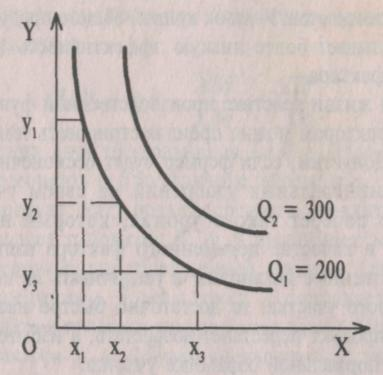 Y
y₁
y₂
Q₂ = 300
y₃
Q₁ = 200
O
x₁
x₂
x₃
X